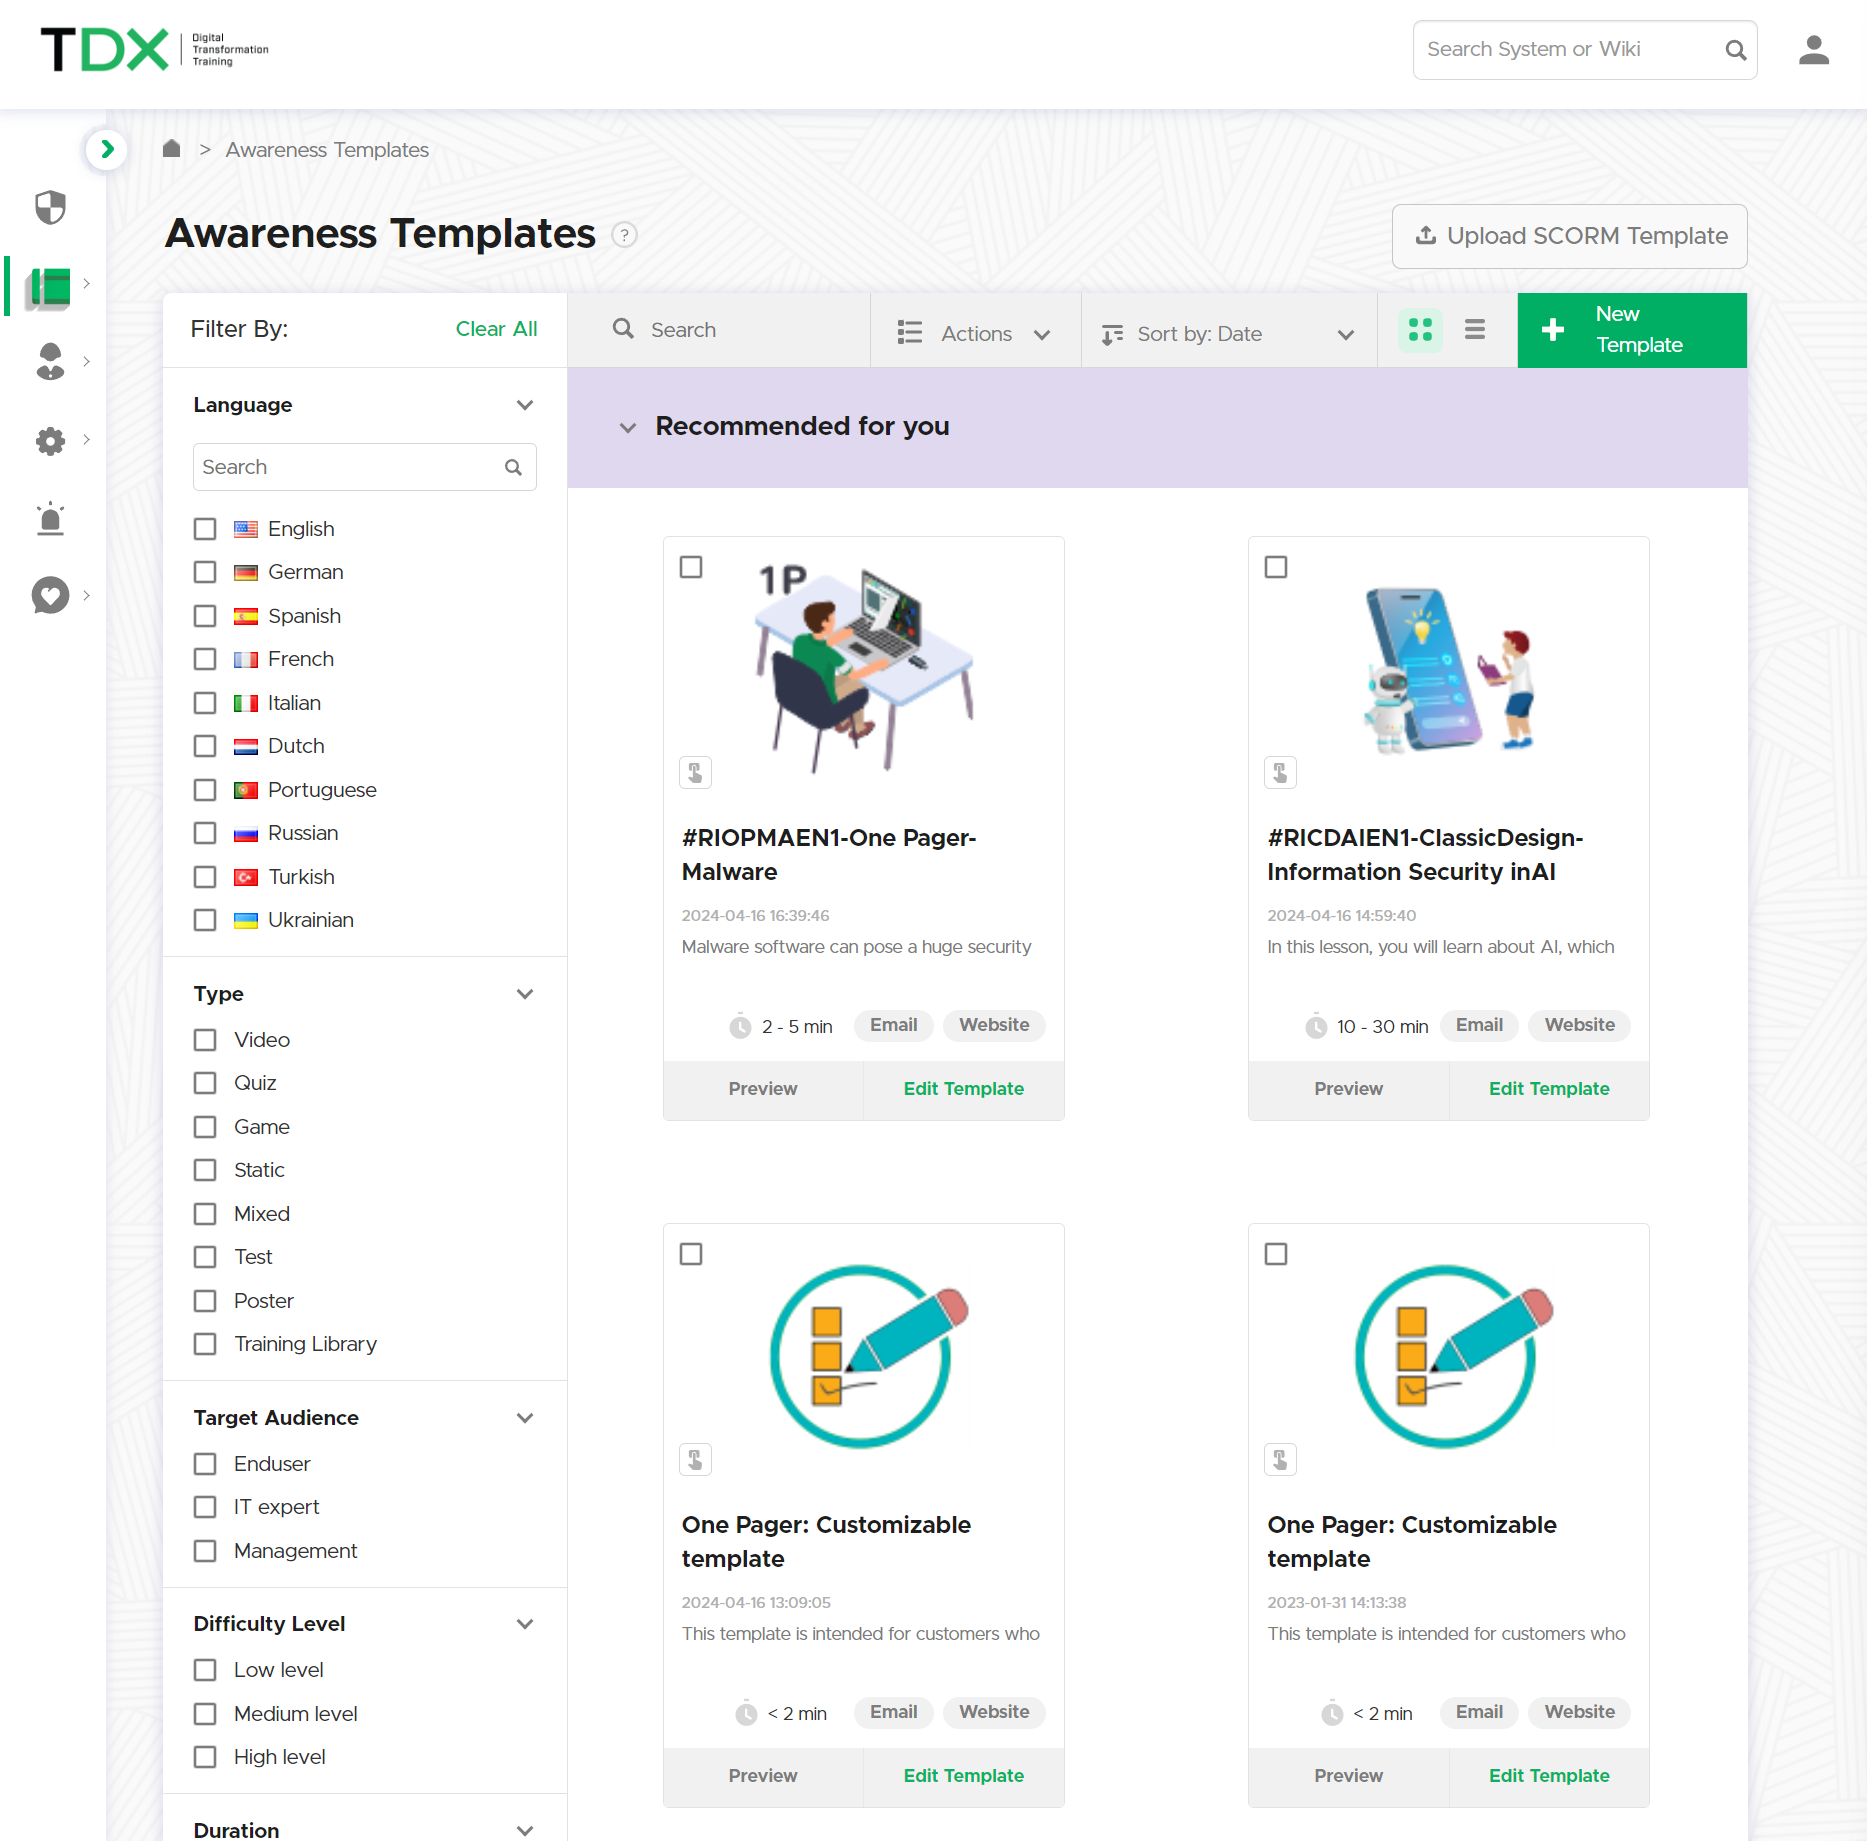 TDX
Digital
Transformation
Training
Search System or Wiki
> Awareness Templates
Awareness Templates ?
Upload SCORM Template
Filter By:
Clear All
Search
Actions
Sort by: Date
New
Template
Language
Search
English
German
Spanish
French
Italian
Dutch
Portuguese
Russian
Turkish
Ukrainian
Type
Video
Quiz
Game
Static
Mixed
Test
Poster
Training Library
Target Audience
Enduser
IT expert
Management
Difficulty Level
Low level
Medium level
High level
Duration
Recommended for you
1P
#RIOPMAEN1-One Pager-
Malware
2024-04-16 16:39:46
Malware software can pose a huge security
2 - 5 min
Email
Website
Preview
Edit Template
#RICDAIEN1-ClassicDesign-
Information Security inAI
2024-04-16 14:59:40
In this lesson, you will learn about AI, which
10 - 30 min
Email
Website
Preview
Edit Template
One Pager: Customizable
template
2024-04-16 13:09:05
This template is intended for customers who
< 2 min
Email
Website
Preview
Edit Template
One Pager: Customizable
template
2023-01-31 14:13:38
This template is intended for customers who
< 2 min
Email
Website
Preview
Edit Template